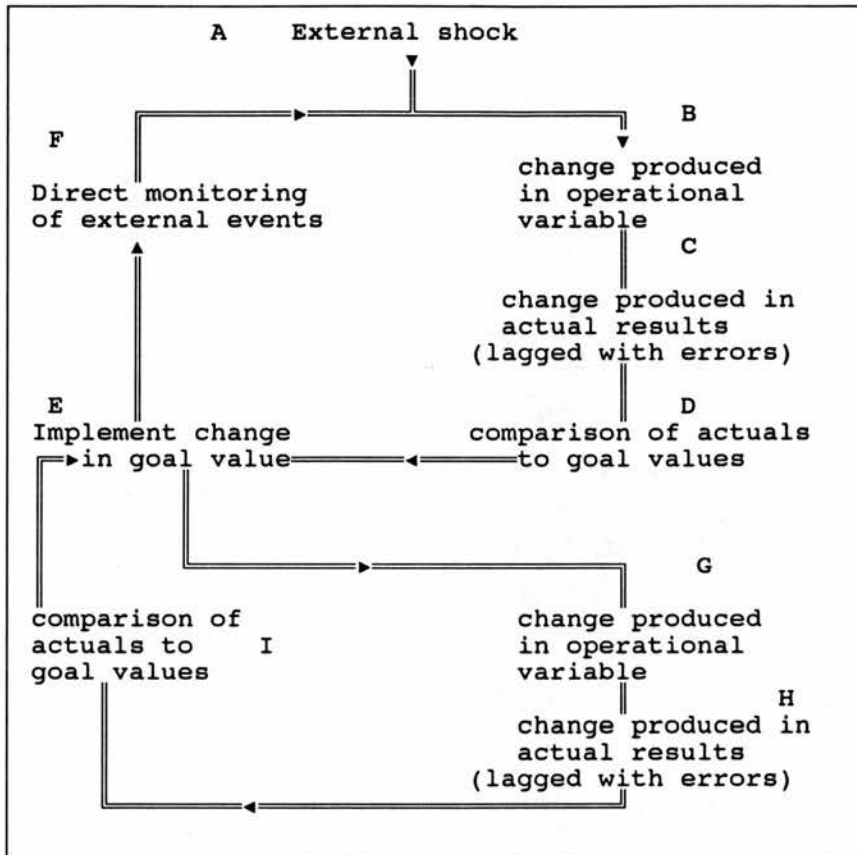 A External shock
B
F
change produced
in operational
variable
Direct monitoring
of external events
C
change produced in
actual results
(lagged with errors)
E
D
Implement change
in goal value
comparison of actuals
to goal values
G
comparison of
actuals to I
goal values
change produced
in operational
variable
H
change produced in
actual results
(lagged with errors)